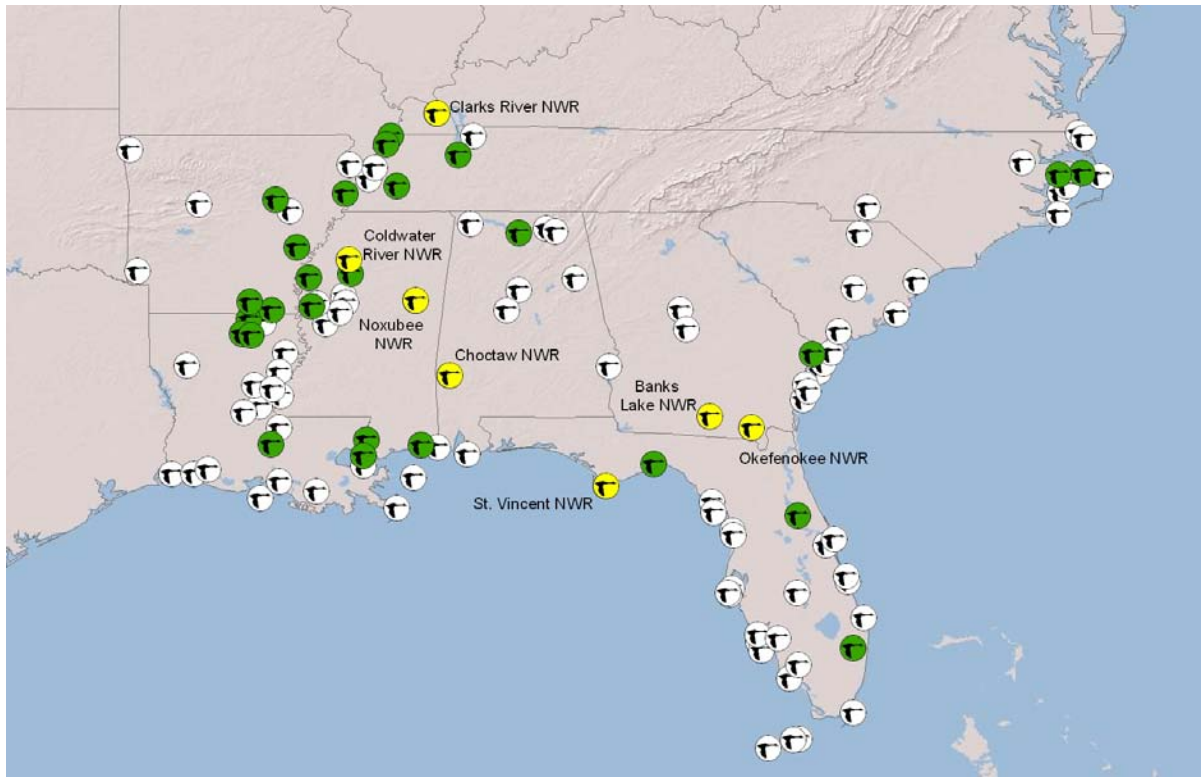 Clarks River NWR
Coldwater
River NWR
Noxubee
NWR
Choctaw NWR
Banks
Lake NWR
Okefenokee NWR
St. Vincent NWR